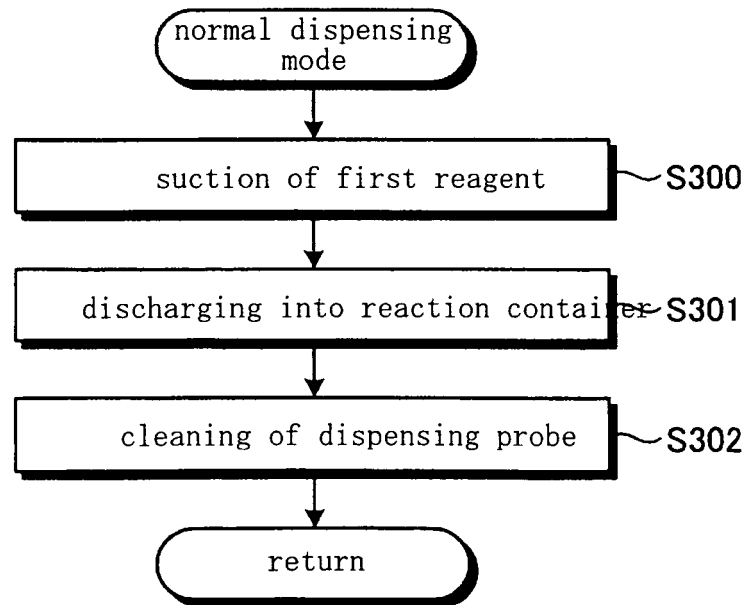 normal dispensing
mode
suction of first reagent
S300
discharging into reaction container
S301
cleaning of dispensing probe
S302
return